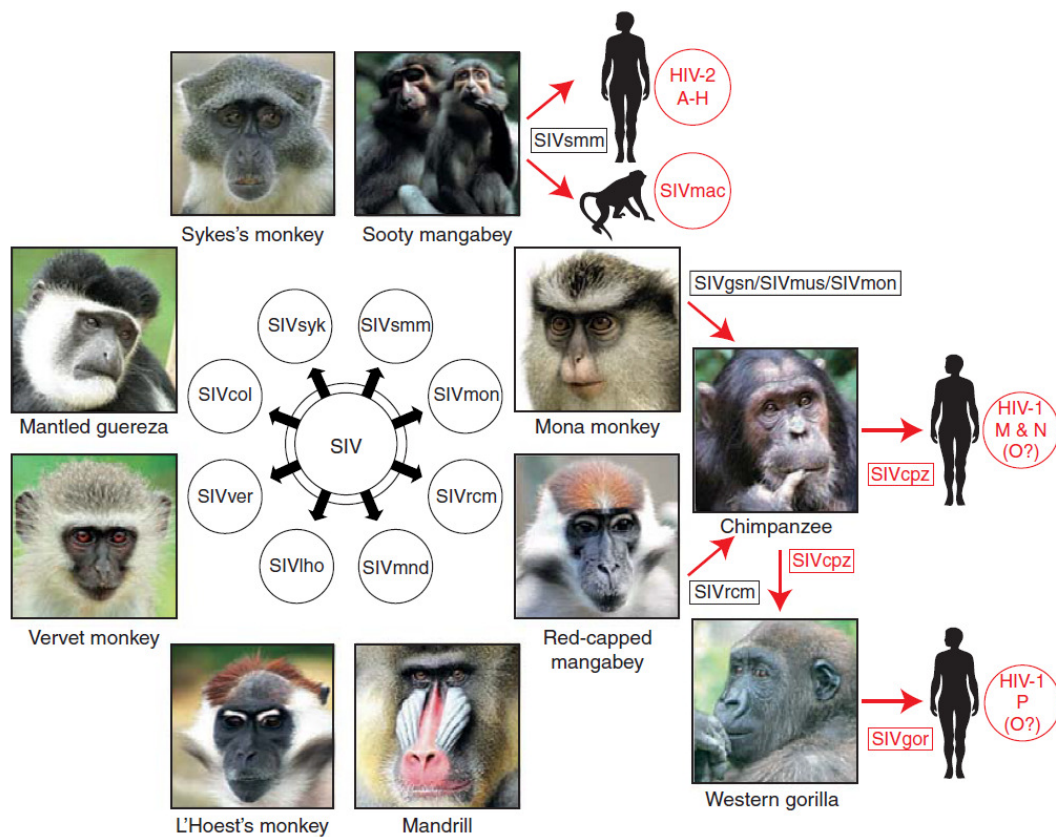 HIV-2
A-H
SIVsmm
SIVmac
Sykes's monkey
Sooty mangabey
SIVgsn/SIVmus/SIVmon
SIVsyk
SIVsmm
SIVcol
SIVmon
Mantled guereza
SIV
Mona monkey
HIV-1
M & N
(O?)
SIVcpz
SIVver
SIVrcm
Chimpanzee
SIVlho
SIVmnd
SIVcpz
SIVrcm
Vervet monkey
Red-capped
mangabey
HIV-1
P
(O?)
SIVgor
L'Hoest's monkey
Mandrill
Western gorilla